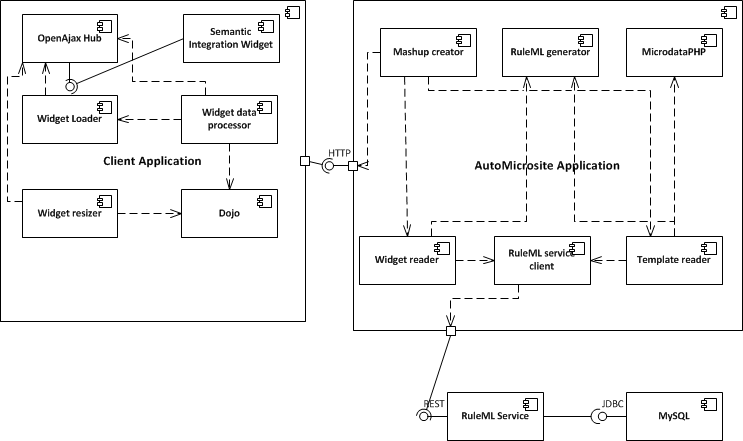 OpenAjax Hub
Semantic
Integration Widget
Widget Loader
Widget data
processor
Client Application
Widget resizer
Dojo
HTTP
Mashup creator
RuleML generator
MicrodataPHP
AutoMicrosite Application
Widget reader
RuleML service
client
Template reader
REST
RuleML Service
JDBC
MySQL